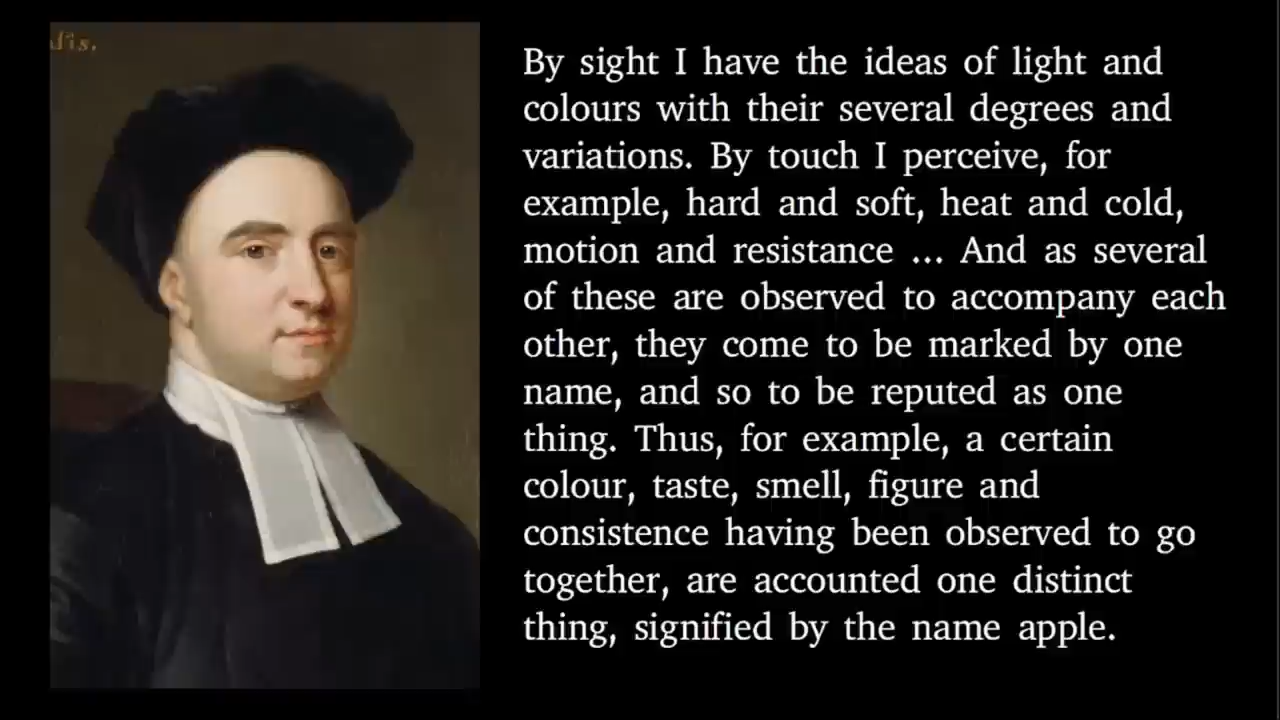 sis.
By sight I have the ideas of light and
colours with their several degrees and
variations. By touch I perceive, for
example, hard and soft, heat and cold,
motion and resistance ... And as several
of these are observed to accompany each
other, they come to be marked by one
name, and so to be reputed as one
thing. Thus, for example, a certain
colour, taste, smell, figure and
consistence having been observed to go
together, are accounted one distinct
thing, signified by the name apple.